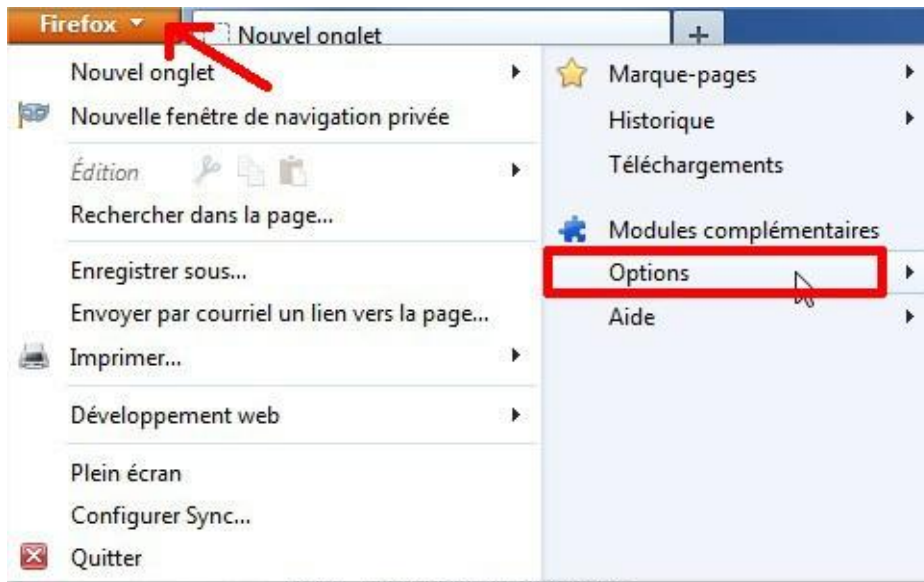 Firefox
Nouvel onglet
+
Nouvel onglet
Nouvelle fenêtre de navigation privée
Édition
Rechercher dans la page...
Enregistrer sous...
Envoyer par courriel un lien vers la page...
Imprimer...
Développement web
Plein écran
Configurer Sync...
Quitter
Marque-pages
Historique
Téléchargements
Modules complémentaires
Options
Aide